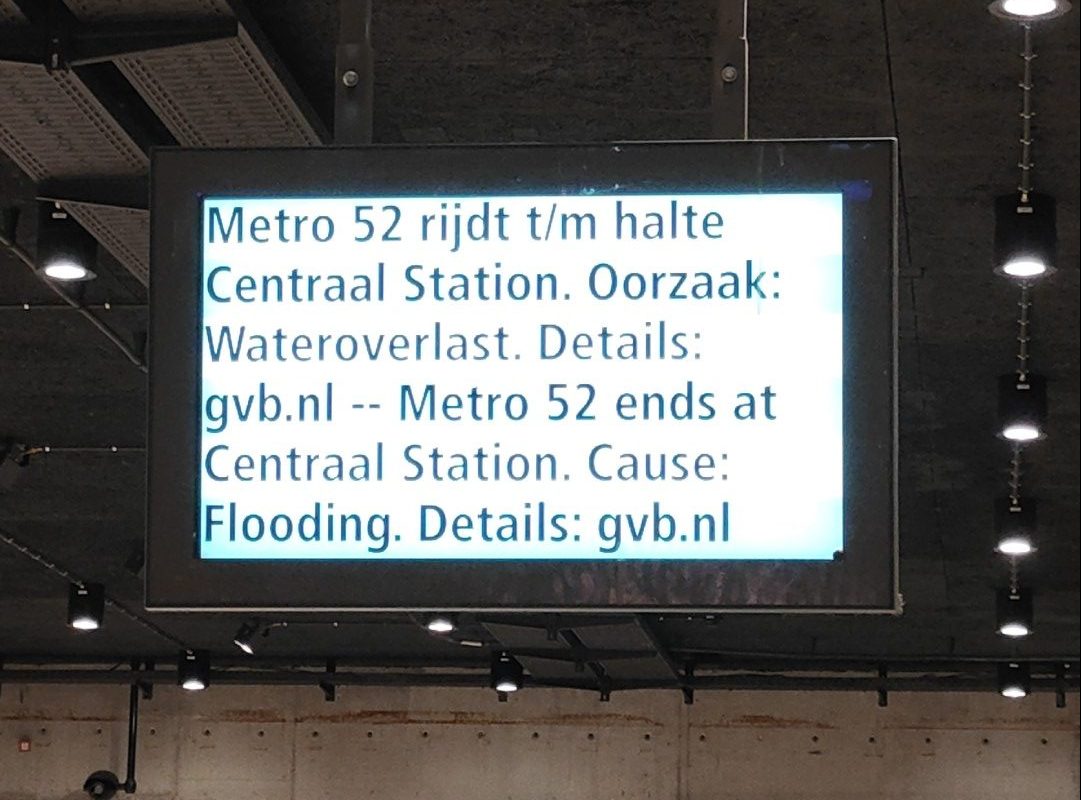 Metro 52 rijdt t/m halte
Centraal Station. Oorzaak:
Wateroverlast. Details:
gvb.nl -- Metro 52 ends at
Centraal Station. Cause:
Flooding. Details: gvb.nl